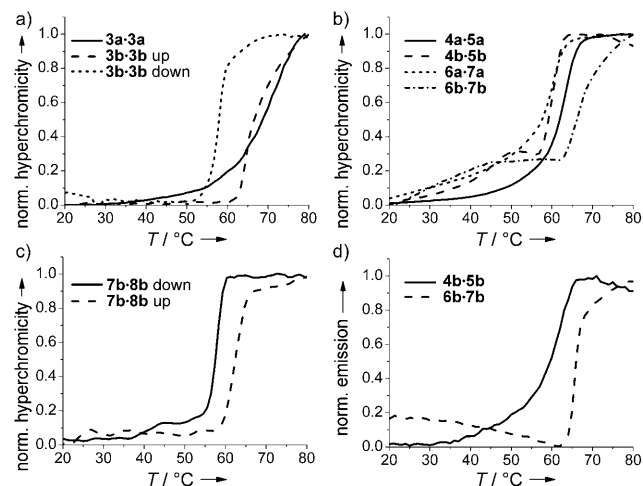 a)
norm. hyperchromicity
1.0
0.8
0.6
0.4
0.2
0.0
3a·3a
3b·3b up
3b·3b down
20 30 40 50 60 70 80
T / °C
b)
norm. hyperchromicity
1.0
0.8
0.6
0.4
0.2
0.0
4a·5a
4b·5b
6a·7a
6b·7b
20 30 40 50 60 70 80
T / °C
c)
norm. hyperchromicity
1.0
0.8
0.6
0.4
0.2
0.0
7b·8b down
7b·8b up
20 30 40 50 60 70 80
T / °C
d)
norm. emission
1.0
0.8
0.6
0.4
0.2
0.0
4b·5b
6b·7b
20 30 40 50 60 70 80
T / °C